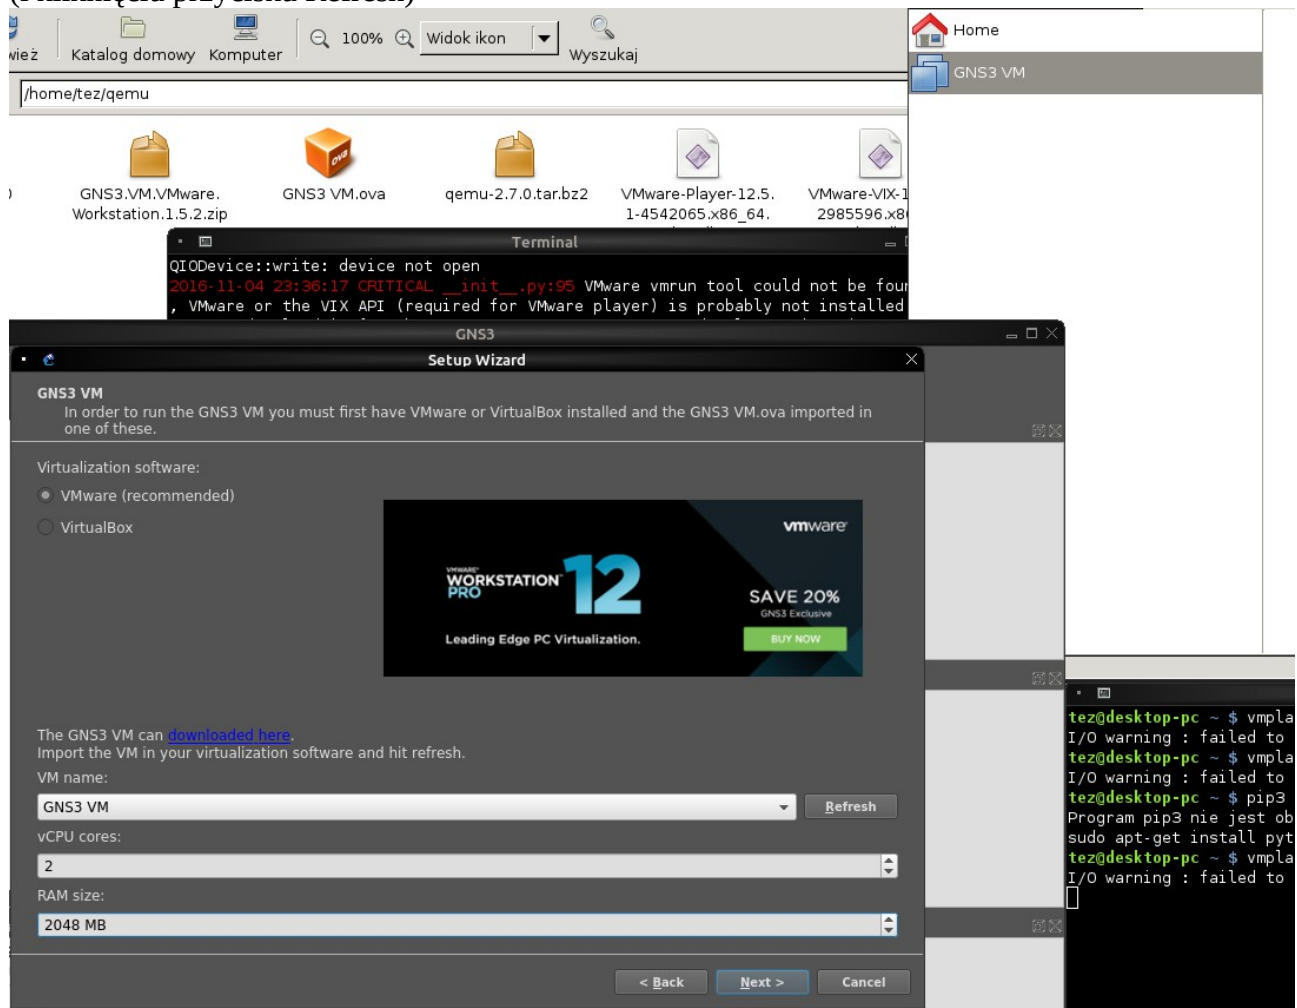 Home
100%
Widok ikon
Katalog domowy
Komputer
Wyszukaj
GNS3 VM
/home/tez/qemu
GNS3.VM.VMware.
Workstation.1.5.2.zip
GNS3 VM.ova
qemu-2.7.0.tar.bz2
VMware-Player-12.5.
1-4542065.x86_64.
VMware-VIX-1
2985596.x8
Terminal
QIODevice::write: device not open
2016-11-04 23:36:17 CRITICAL __init__.py:95 VMware vmrun tool could not be foun
, VMware or the VIX API (required for VMware player) is probably not installed
GNS3
Setup Wizard
GNS3 VM
In order to run the GNS3 VM you must first have VMware or VirtualBox installed and the GNS3 VM.ova imported in
one of these.
Virtualization software:
VMware (recommended)
VirtualBox
vmware
VMWARE
WORKSTATION 12
PRO
SAVE 20%
GNS3 Exclusive
Leading Edge PC Virtualization.
BUY NOW
The GNS3 VM can downloaded here.
Import the VM in your virtualization software and hit refresh.
VM name:
GNS3 VM
Refresh
vCPU cores:
2
RAM size:
2048 MB
< Back
Next >
Cancel
tez@desktop-pc ~ $ vmpla
I/O warning : failed to
tez@desktop-pc ~ $ vmpla
I/O warning : failed to
tez@desktop-pc ~ $ pip3
Program pip3 nie jest ob
sudo apt-get install pyt
tez@desktop-pc ~ $ vmpla
I/O warning : failed to